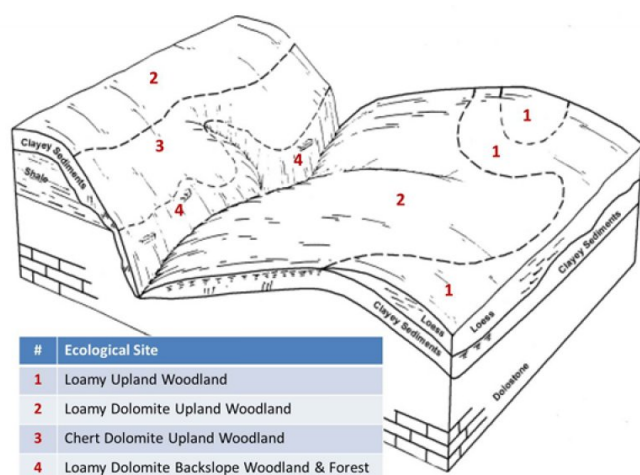 2
1
1
3
4
Clayey Sediments
Shale
4
2
1
Loess
Clayey Sediments
Loess
Clayey Sediments
Dolostone
# Ecological Site
1 Loamy Upland Woodland
2 Loamy Dolomite Upland Woodland
3 Chert Dolomite Upland Woodland
4 Loamy Dolomite Backslope Woodland & Forest